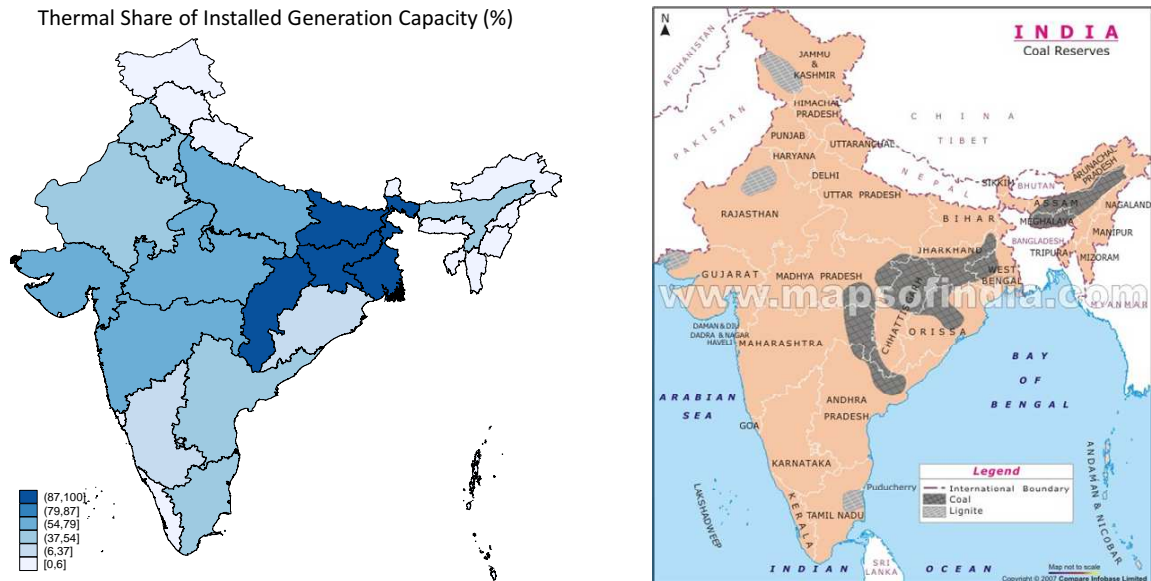 Thermal Share of Installed Generation Capacity (%)
(87,100]
(79,87]
(54,79]
(37,54]
(6,37]
[0,6]
N
INDIA
Coal Reserves
AFGHANISTAN
JAMMU
&
KASHMIR
HIMACHAL
PRADESH
CHINA
TIBET
PAKISTAN
PUNJAB
UTTARANCHAL
HARYANA
DELHI
NEPAL
SIKKIM
BHUTAN
ARUNACHAL
PRADESH
UTTAR PRADESH
RAJASTHAN
ASSAM
NAGALAND
BIHAR
MEGHALAYA
MANIPUR
BANGLADESH
JHARKHAND
TRIPURA
MIZORAM
GUJARAT
MADHYA PRADESH
WEST
BENGAL
www.mapsofindia.com
MYANMAR
CHHATTISGARH
DAMAN & DIU
DADRA & NAGAR
HAVELI
MAHARASHTRA
ORISSA
BAY
OF
BENGAL
ARABIAN
SEA
ANDHRA
PRADESH
GOA
KARNATAKA
Legend
International Boundary
Coal
Lignite
Puducherry
LAKSHADWEEP
KERALA
TAMIL NADU
ANDAMAN & NICOBAR
SRI
LANKA
INDIAN OCEAN
Map not to scale
Copyright © 2007 Compare Infobase Limited